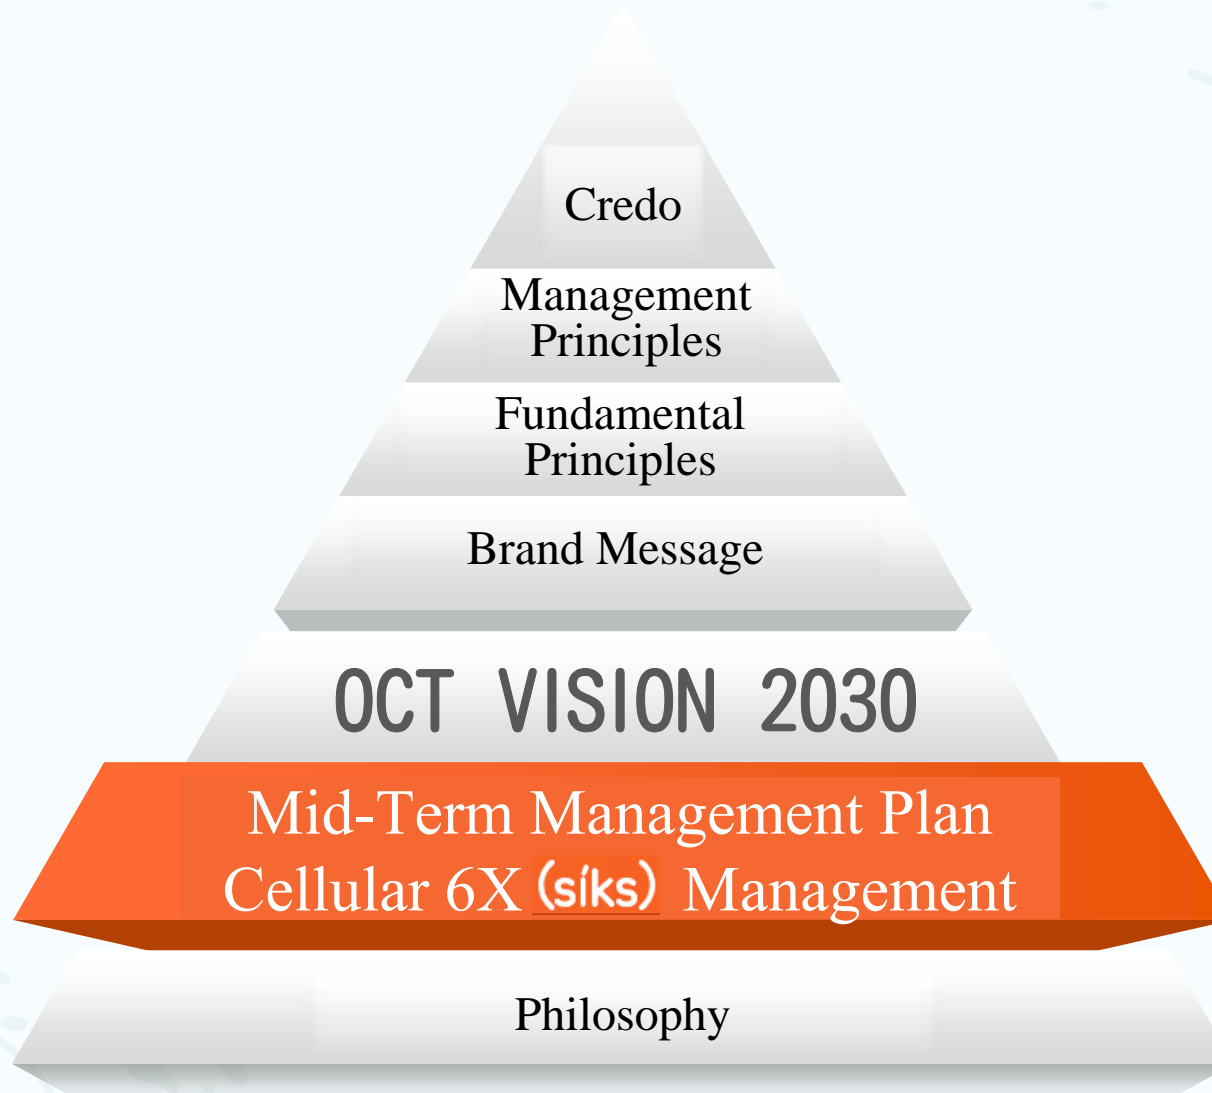 Credo
Management
Principles
Fundamental
Principles
Brand Message
OCT VISION 2030
Mid-Term Management Plan
Cellular 6X (síks) Management
Philosophy